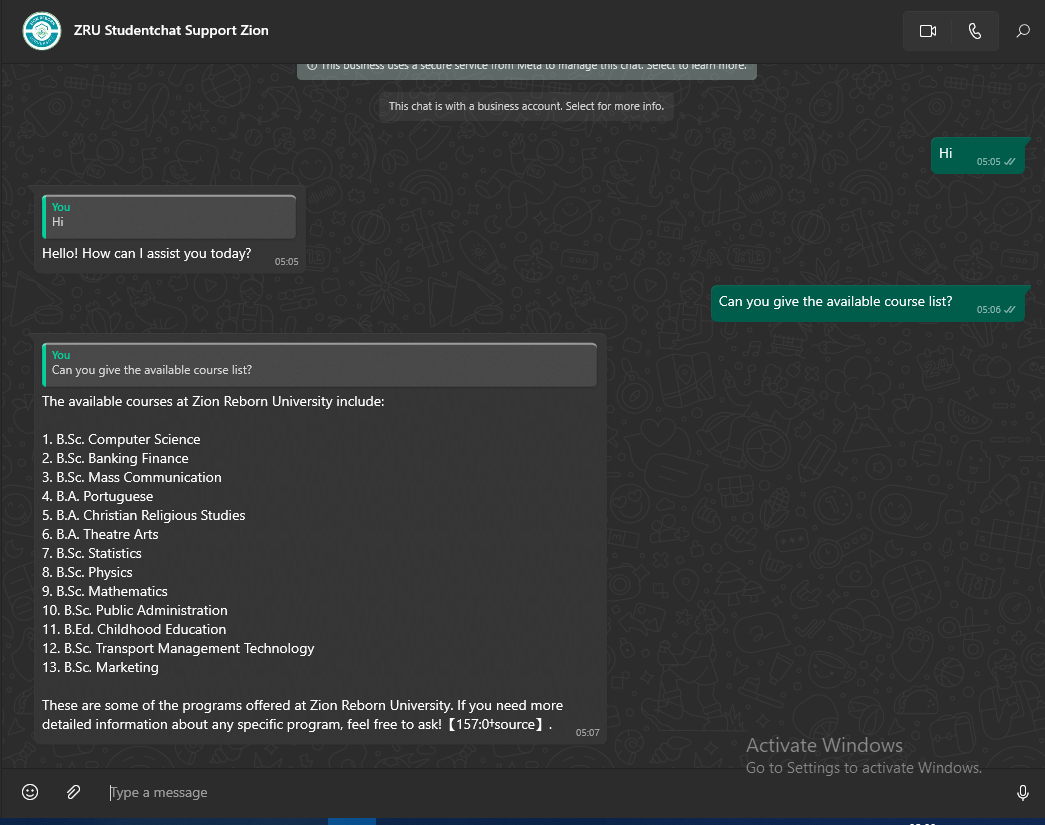 ZRU Studentchat Support Zion
This business uses a secure service from Meta to manage this chat. Select to learn more.
This chat is with a business account. Select for more info.
Hi
05:05
You
Hi
Hello! How can I assist you today?
05:05
Can you give the available course list?
05:06
You
Can you give the available course list?
The available courses at Zion Reborn University include:
1. B.Sc. Computer Science
2. B.Sc. Banking Finance
3. B.Sc. Mass Communication
4. B.A. Portuguese
5. B.A. Christian Religious Studies
6. B.A. Theatre Arts
7. B.Sc. Statistics
8. B.Sc. Physics
9. B.Sc. Mathematics
10. B.Sc. Public Administration
11. B.Ed. Childhood Education
12. B.Sc. Transport Management Technology
13. B.Sc. Marketing
These are some of the programs offered at Zion Reborn University. If you need more
detailed information about any specific program, feel free to ask!【157:0†source】.
05:07
Activate Windows
Go to Settings to activate Windows.
Type a message